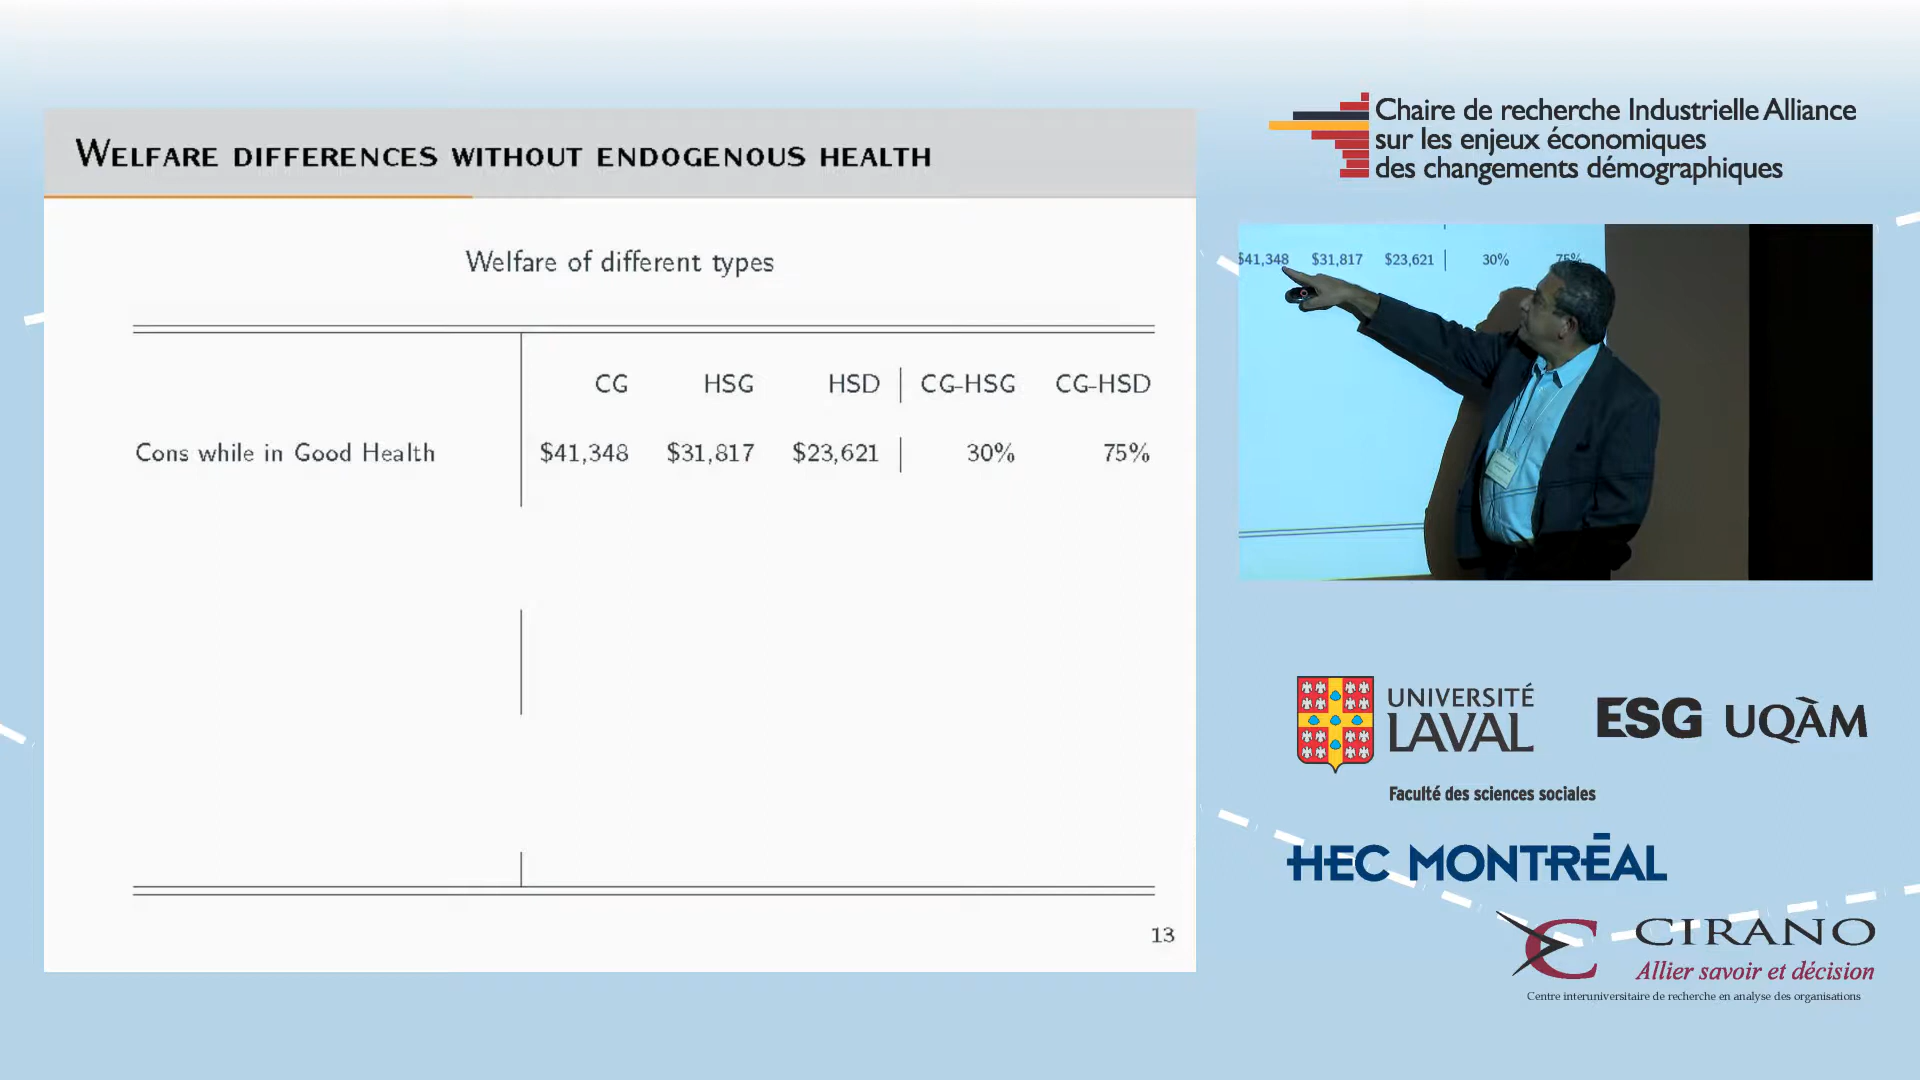 WELFARE DIFFERENCES WITHOUT ENDOGENOUS HEALTH
Welfare of different types
CG HSG HSD CG-HSG CG-HSD
Cons while in Good Health $41,348 $31,817 $23,621 30% 75%
13
Chaire de recherche Industrielle Alliance
sur les enjeux économiques
des changements démographiques
$41,348 $31,817 $23,621 30% 75%
UNIVERSITÉ
LAVAL
Faculté des sciences sociales
ESG UQÀM
HEC MONTRĒAL
CIRANO
Allier savoir et décision
Centre interuniversitaire de recherche en analyse des organisations